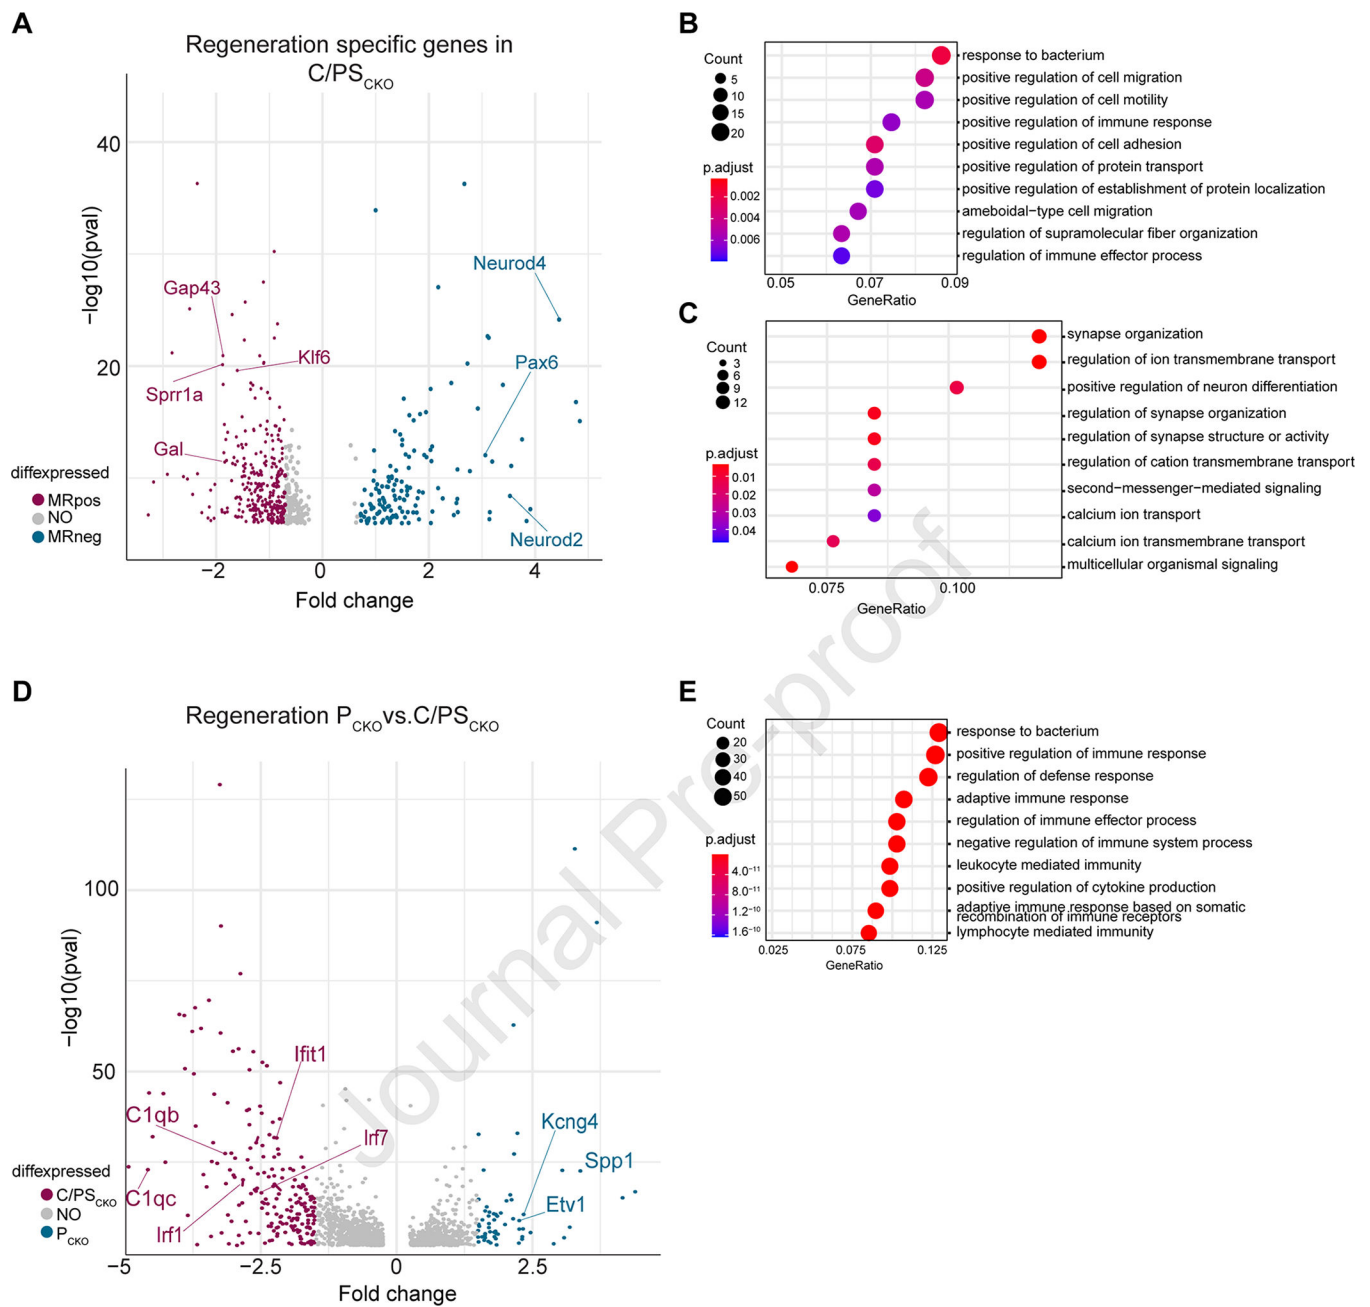 A
Regeneration specific genes in
C/PSCKO
40
20
−log10(pval)
Neurod4
Gap43
Klf6
Pax6
Sprr1a
Gal
Neurod2
diffexpressed
MRpos
NO
MRneg
−2
0
2
4
Fold change
B
Count
5
10
15
20
p.adjust
0.002
0.004
0.006
response to bacterium
positive regulation of cell migration
positive regulation of cell motility
positive regulation of immune response
positive regulation of cell adhesion
positive regulation of protein transport
positive regulation of establishment of protein localization
ameboidal−type cell migration
regulation of supramolecular fiber organization
regulation of immune effector process
0.05
0.07
0.09
GeneRatio
C
Count
3
6
9
12
p.adjust
0.01
0.02
0.03
0.04
synapse organization
regulation of ion transmembrane transport
positive regulation of neuron differentiation
regulation of synapse organization
regulation of synapse structure or activity
regulation of cation transmembrane transport
second−messenger−mediated signaling
calcium ion transport
calcium ion transmembrane transport
multicellular organismal signaling
0.075
0.100
GeneRatio
D
Regeneration PCKOvs.C/PSCKO
100
50
−log10(pval)
Ifit1
C1qb
Irf7
Kcng4
Spp1
C1qc
Etv1
Irf1
diffexpressed
C/PSCKO
NO
PCKO
−5
−2.5
0
2.5
Fold change
E
Count
20
30
40
50
p.adjust
4.0⁻¹¹
8.0⁻¹¹
1.2⁻¹⁰
1.6⁻¹⁰
response to bacterium
positive regulation of immune response
regulation of defense response
adaptive immune response
regulation of immune effector process
negative regulation of immune system process
leukocyte mediated immunity
positive regulation of cytokine production
adaptive immune response based on somatic
recombination of immune receptors
lymphocyte mediated immunity
0.025
0.075
0.125
GeneRatio
Journal Pre-proof